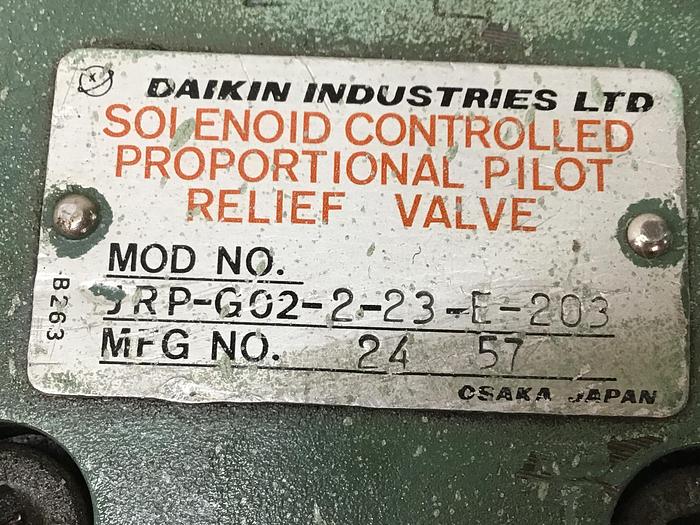 DAIKIN INDUSTRIES LTD
SOLENOID CONTROLLED
PROPORTIONAL PILOT
RELIEF VALVE
MOD NO.
JRP-G02-2-23-E-203
MFG NO. 24 57
OSAKA JAPAN
B263